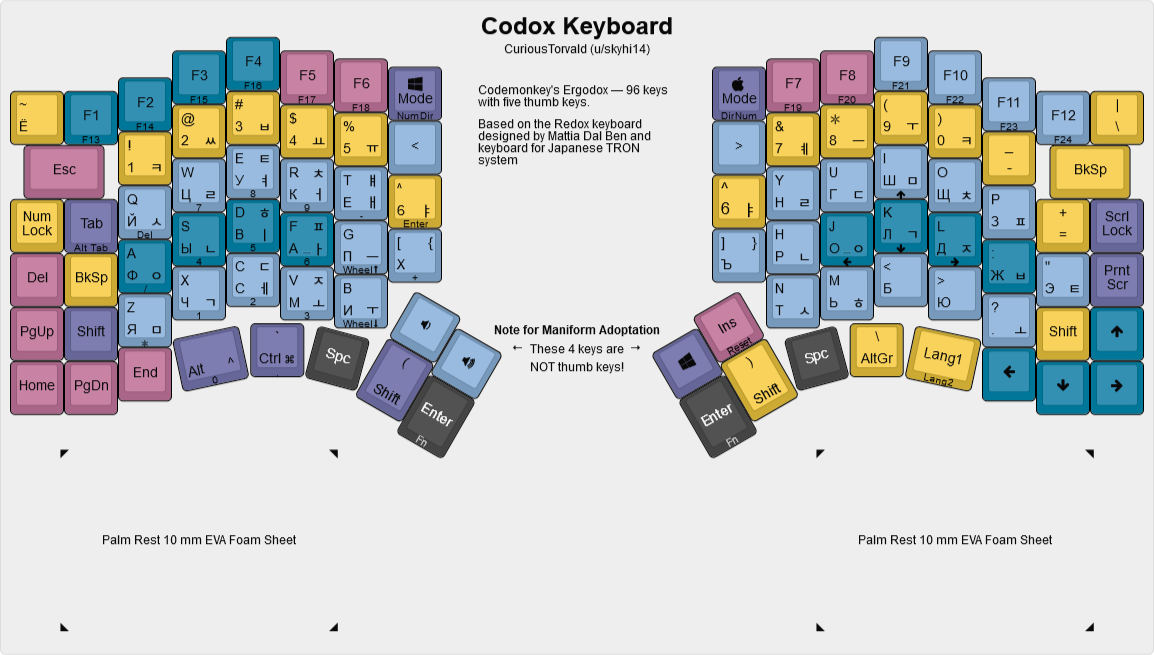 Codox Keyboard
CuriousTorvald (u/skyhi14)
Codemonkey's Ergodox — 96 keys
with five thumb keys.
Based on the Redox keyboard
designed by Mattia Dal Ben and
keyboard for Japanese TRON
system
~
Ё
F1
F13
F2
F14
F3
F15
F4
F16
F5
F17
F6
F18
Mode
NumDir
Esc
!
1 ㅋ
@
2 ㅆ
#
3 ㅂ
$
4 ㅛ
%
5 ㅠ
<
Num
Lock
Tab
Alt Tab
Q
Й ㅅ
Del
W
Ц ㄹ
7
E ㅌ
У ㅕ
8
R ㅊ
К ㅓ
9
T ㅐ
Е ㅐ
-
^
6 ㅑ
Enter
Del
BkSp
A
Ф ㅇ
/
S
Ы ㄴ
4
D ㅎ
В ㅣ
5
F ㅍ
А ㅏ
6
G
П ㅡ
Wheel↑
[ {
Х
+
PgUp
Shift
Z
Я ㅁ
*
X
Ч ㄱ
1
C ㄷ
С ㅔ
2
V ㅈ
М ㅗ
3
B
И ㅜ
Wheel↓
Home
PgDn
End
Alt ^
0
`
Ctrl ⌘
.
Spc
(
Shift
Enter
Fn
Note for Maniform Adoptation
← These 4 keys are →
NOT thumb keys!
Mode
DirNum
F7
F19
F8
F20
F9
F21
F10
F22
F11
F23
F12
F24
|
\
>
&
7 ㅖ
*
8 ㅡ
(
9 ㅜ
)
0 ㅋ
_
-
BkSp
^
6 ㅑ
Y
Н ㄹ
U
Г ㄷ
I
Ш ㅁ
↑
O
Щ ㅊ
P
З ㅍ
+
=
Scrl
Lock
] }
Ъ
H
Р ㄴ
J
О ㅇ
←
K
Л ㄱ
↓
L
Д ㅈ
→
:
Ж ㅂ
"
Э ㅌ
Prnt
Scr
N
Т ㅅ
M
Ь ㅎ
<
Б
>
Ю
?
. ㅗ
Shift
↑
←
↓
→
Ins
Reset
)
Shift
Enter
Fn
Spc
\
AltGr
Lang1
Lang2
Palm Rest 10 mm EVA Foam Sheet
Palm Rest 10 mm EVA Foam Sheet